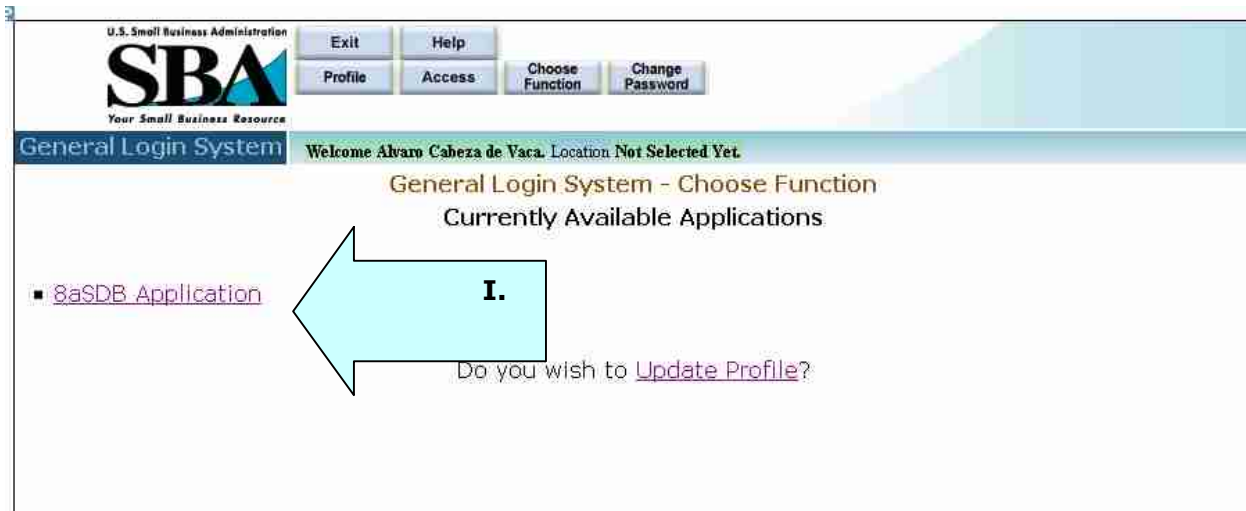 U.S. Small Business Administration
SBA
Your Small Business Resource
Exit Help
Profile Access Choose Function Change Password
General Login System Welcome Alvaro Cabeza de Vaca. Location Not Selected Yet.
General Login System - Choose Function
Currently Available Applications
8aSDB Application
I.
Do you wish to Update Profile?